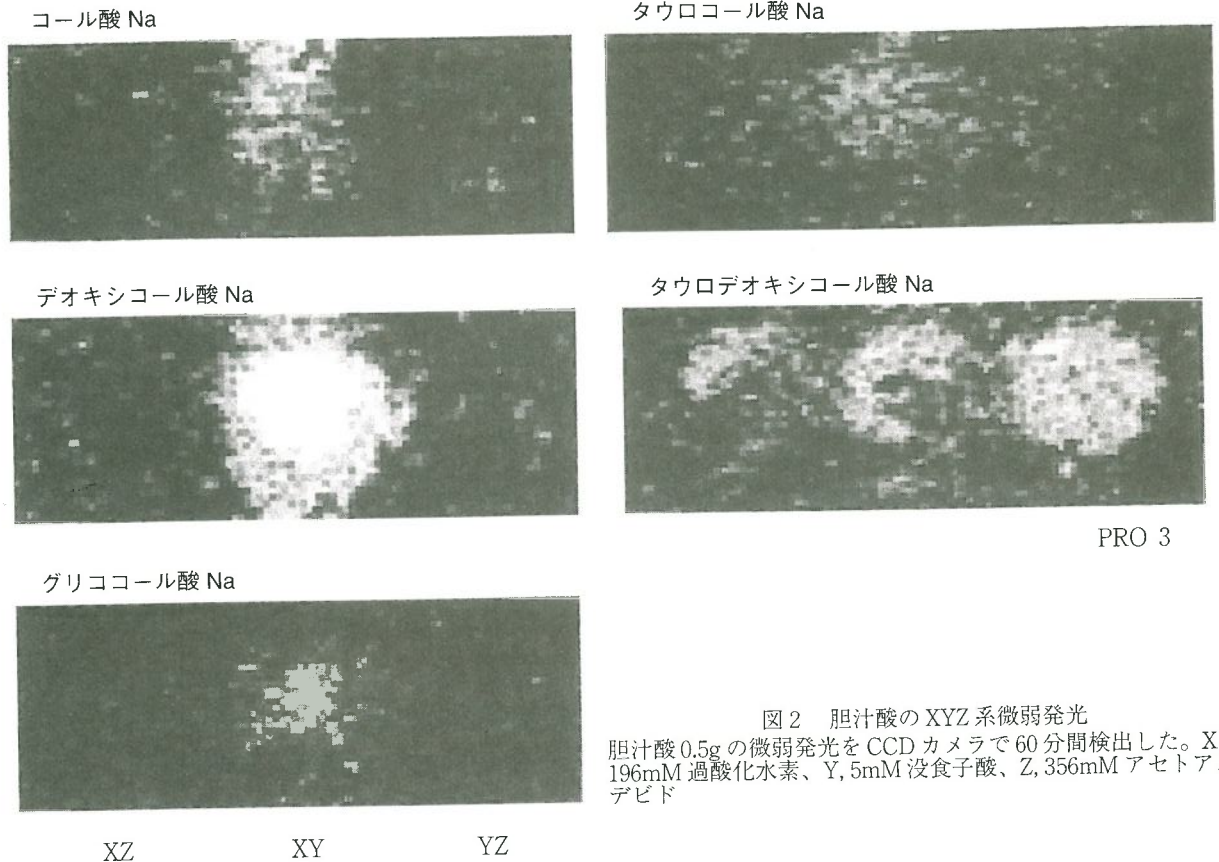 コール酸 Na
タウロコール酸 Na
デオキシコール酸 Na
タウロデオキシコール酸 Na
PRO 3
グリココール酸 Na
XZ XY YZ
図2 胆汁酸の XYZ 系微弱発光
胆汁酸 0.5g の微弱発光を CCD カメラで 60 分間検出した。X
196mM 過酸化水素、Y, 5mM 没食子酸、Z, 356mM アセトア
デビド